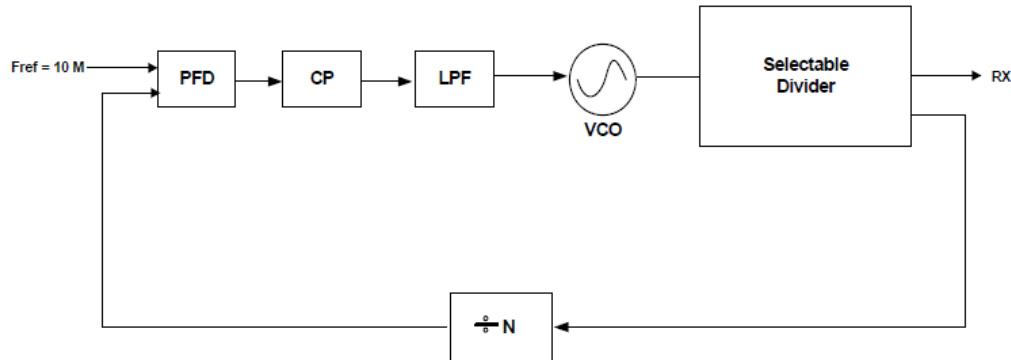 Fref = 10 M
PFD
CP
LPF
VCO
Selectable
Divider
RX
÷ N